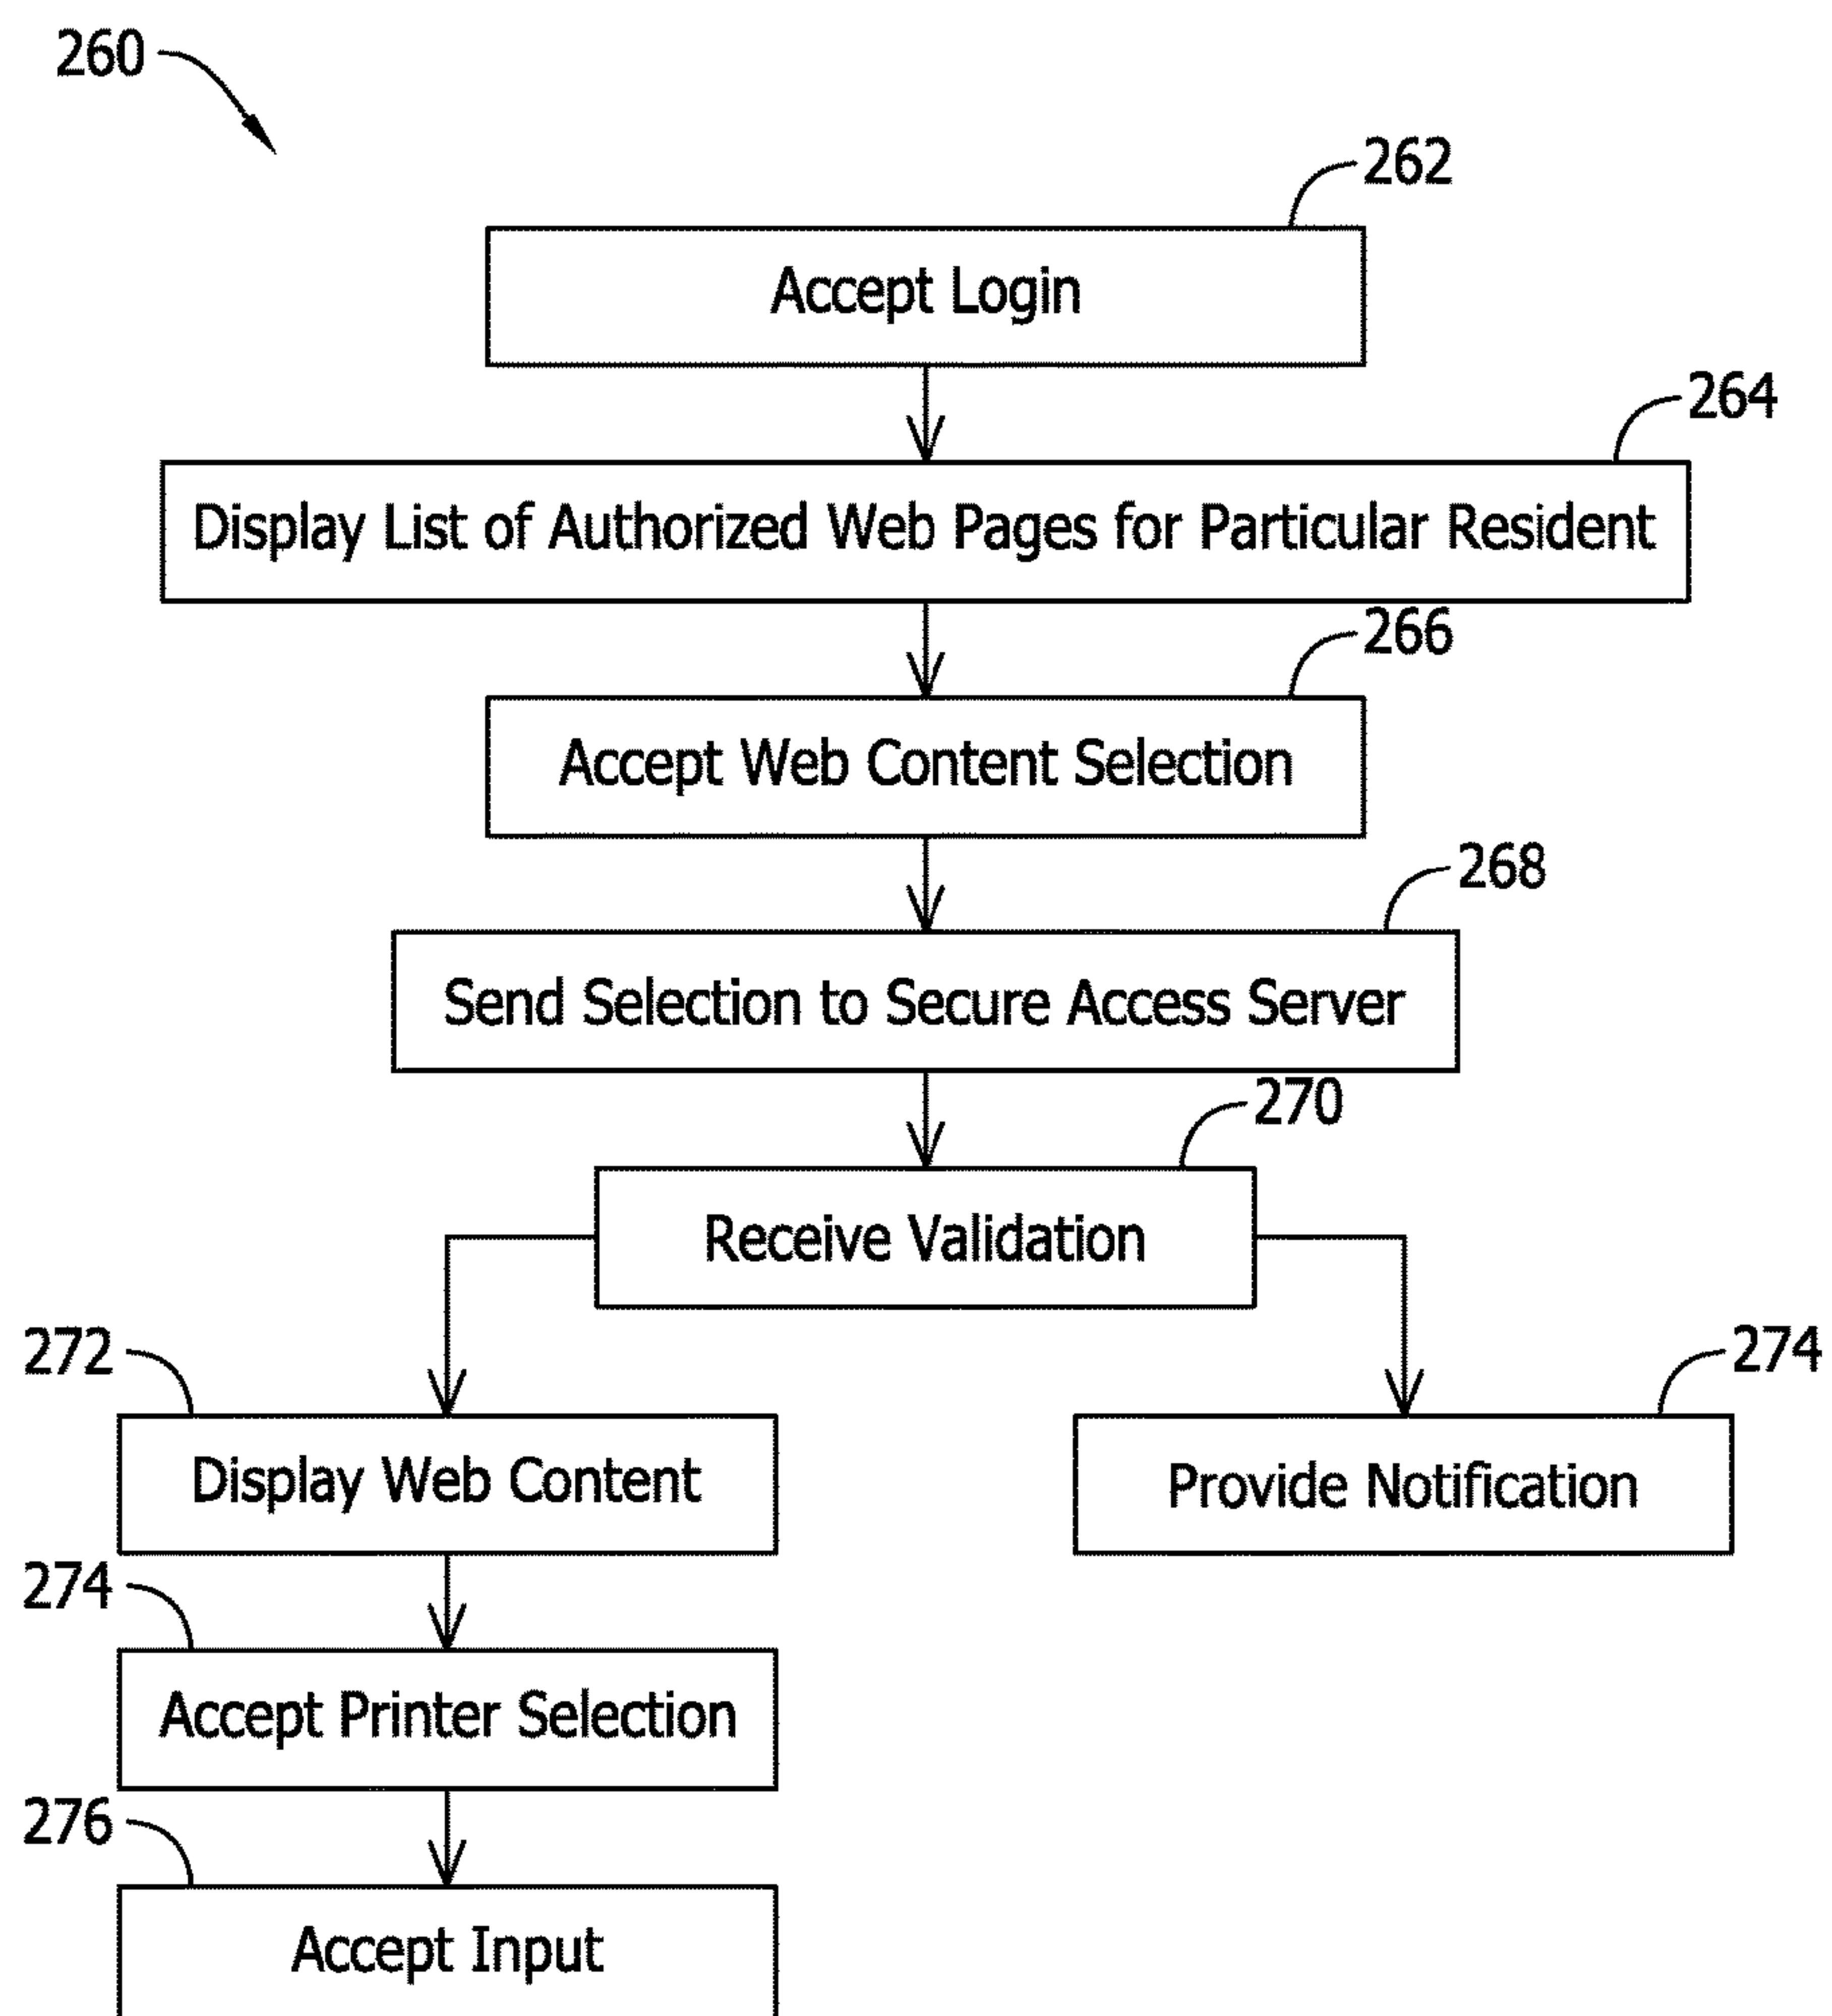 260
262
Accept Login
264
Display List of Authorized Web Pages for Particular Resident
266
Accept Web Content Selection
268
Send Selection to Secure Access Server
270
Receive Validation
272
274
Display Web Content
Provide Notification
274
Accept Printer Selection
276
Accept Input